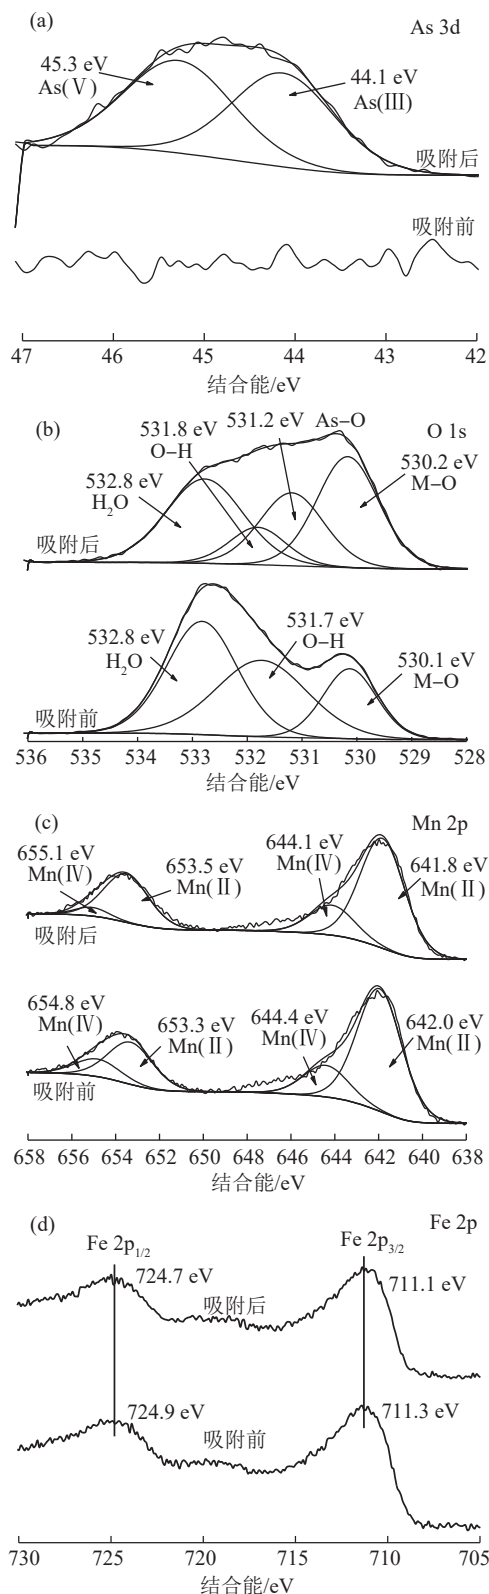 (a)
As 3d
45.3 eV
As(Ⅴ)
44.1 eV
As(III)
吸附后
吸附前
47 46 45 44 43 42
结合能/eV
(b)
O 1s
531.8 eV
O−H
531.2 eV
As−O
532.8 eV
H₂O
530.2 eV
M−O
吸附后
532.8 eV
H₂O
531.7 eV
O−H
530.1 eV
M−O
吸附前
536 535 534 533 532 531 530 529 528
结合能/eV
(c)
Mn 2p
655.1 eV
Mn(Ⅳ)
653.5 eV
Mn(Ⅱ)
644.1 eV
Mn(Ⅳ)
641.8 eV
Mn(Ⅱ)
吸附后
654.8 eV
Mn(Ⅳ)
653.3 eV
Mn(Ⅱ)
644.4 eV
Mn(Ⅳ)
642.0 eV
Mn(Ⅱ)
吸附前
658 656 654 652 650 648 646 644 642 640 638
结合能/eV
(d)
Fe 2p
Fe 2p₁/₂
Fe 2p₃/₂
724.7 eV
711.1 eV
吸附后
724.9 eV
711.3 eV
吸附前
730 725 720 715 710 705
结合能/eV